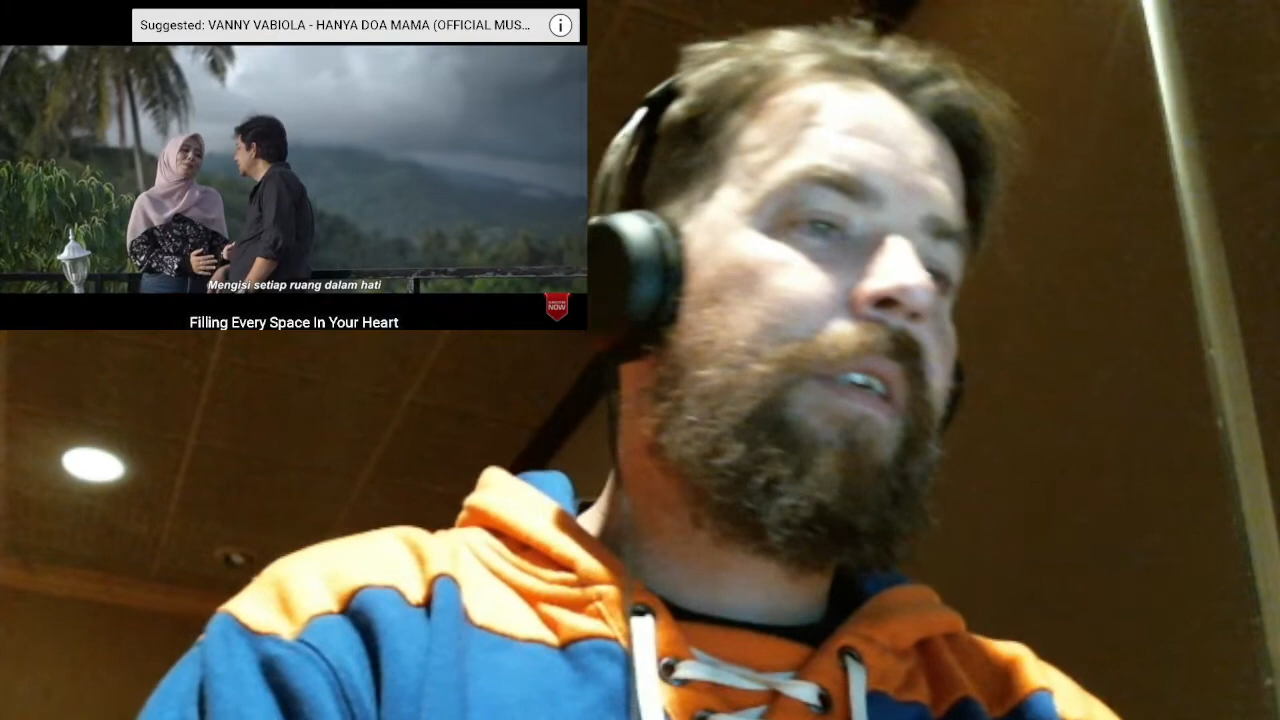 Suggested: VANNY VABIOLA - HANYA DOA MAMA (OFFICIAL MUS...
Mengisi setiap ruang dalam hati
NOW
Filling Every Space In Your Heart